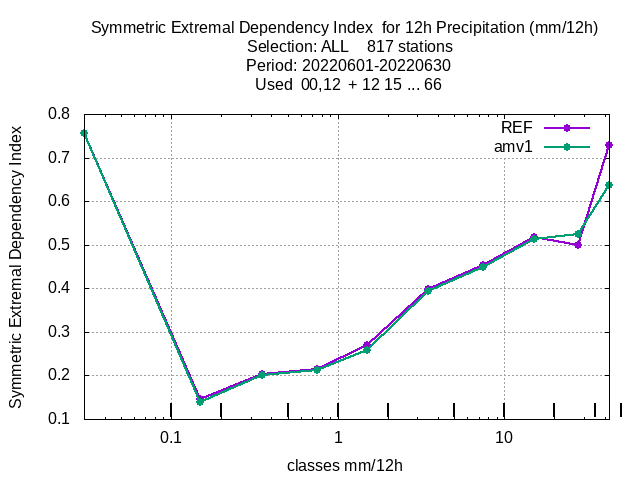 Symmetric Extremal Dependency Index  for 12h Precipitation (mm/12h)
Selection: ALL    817 stations
Period: 20220601-20220630
Used  00,12  + 12 15 ... 66
REF
amv1
Symmetric Extremal Dependency Index
0.8
0.7
0.6
0.5
0.4
0.3
0.2
0.1
0.1 1 10
classes mm/12h